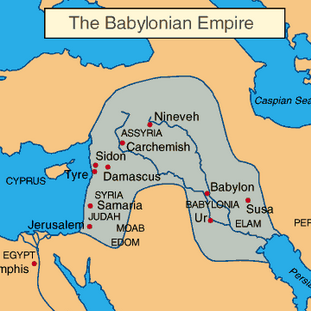 The Babylonian Empire
Caspian Sea
Nineveh
ASSYRIA
Carchemish
Sidon
Tyre
Damascus
CYPRUS
Babylon
SYRIA
Samaria
BABYLONIA
Susa
JUDAH
Ur
Jerusalem
MOAB
ELAM
PER
EDOM
EGYPT
mphis
Persi